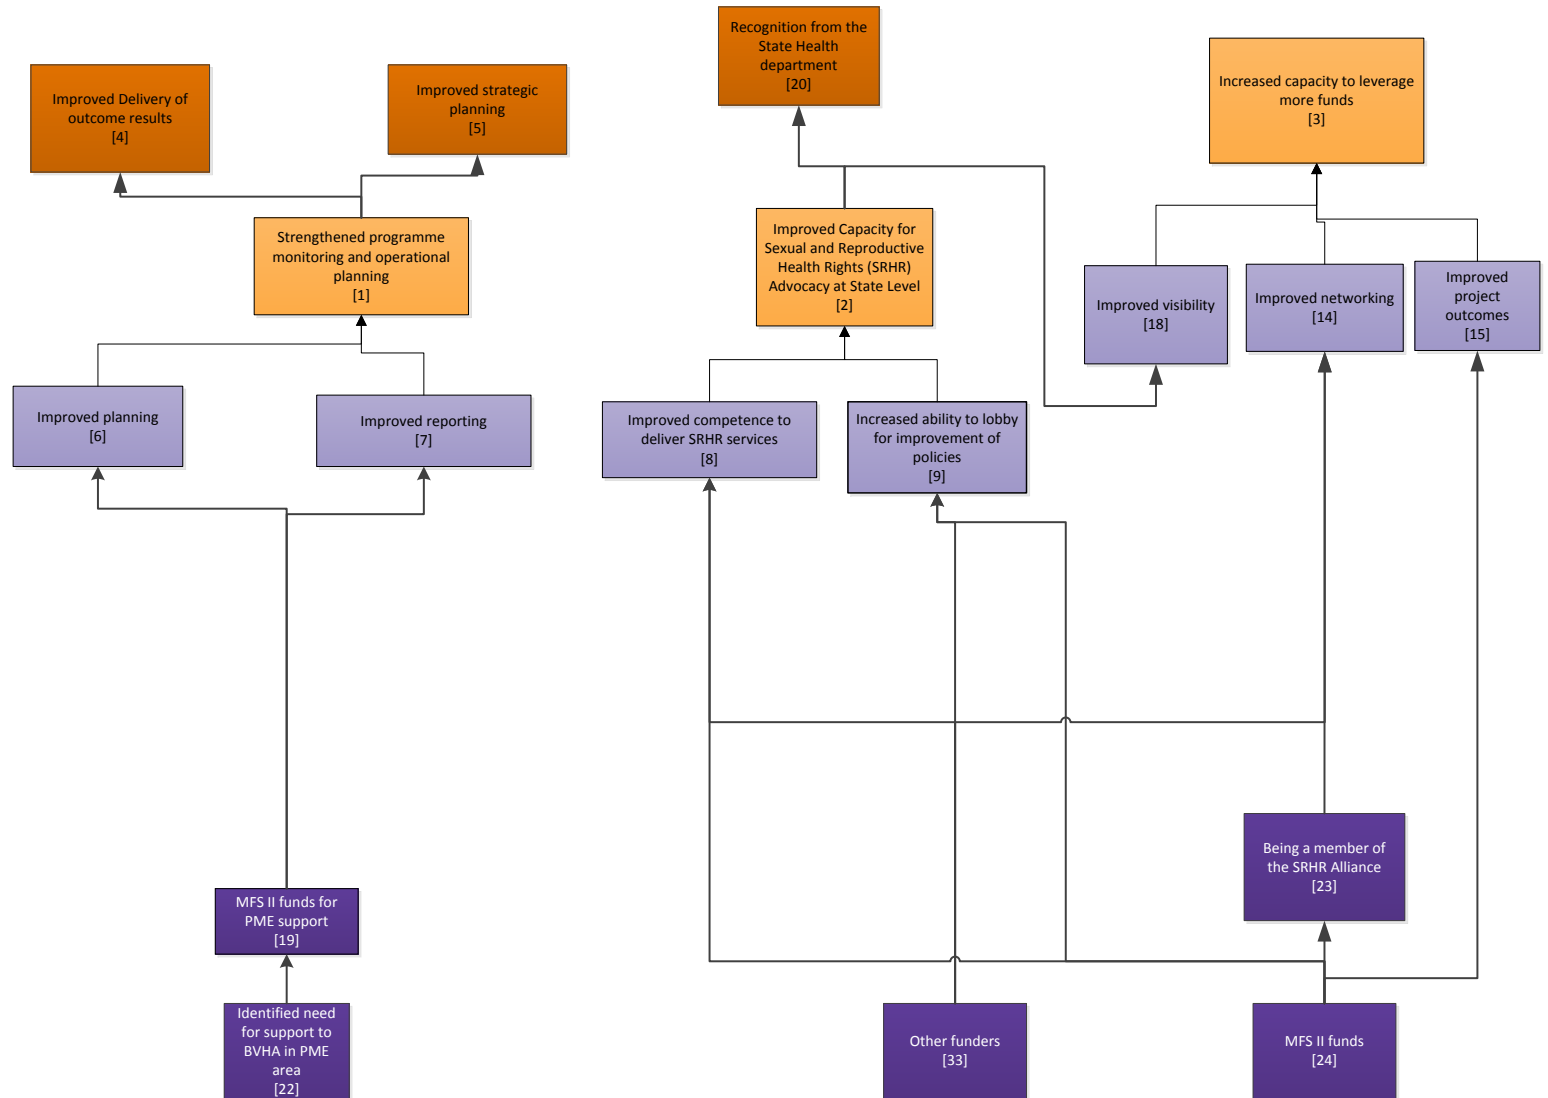 Recognition from the
State Health
department
[20]
Improved Delivery of
outcome results
[4]
Improved strategic
planning
[5]
Increased capacity to leverage
more funds
[3]
Strengthened programme
monitoring and operational
planning
[1]
Improved Capacity for
Sexual and Reproductive
Health Rights (SRHR)
Advocacy at State Level
[2]
Improved visibility
[18]
Improved networking
[14]
Improved
project
outcomes
[15]
Improved planning
[6]
Improved reporting
[7]
Improved competence to
deliver SRHR services
[8]
Increased ability to lobby
for improvement of
policies
[9]
Being a member of
the SRHR Alliance
[23]
MFS II funds for
PME support
[19]
Identified need
for support to
BVHA in PME
area
[22]
Other funders
[33]
MFS II funds
[24]